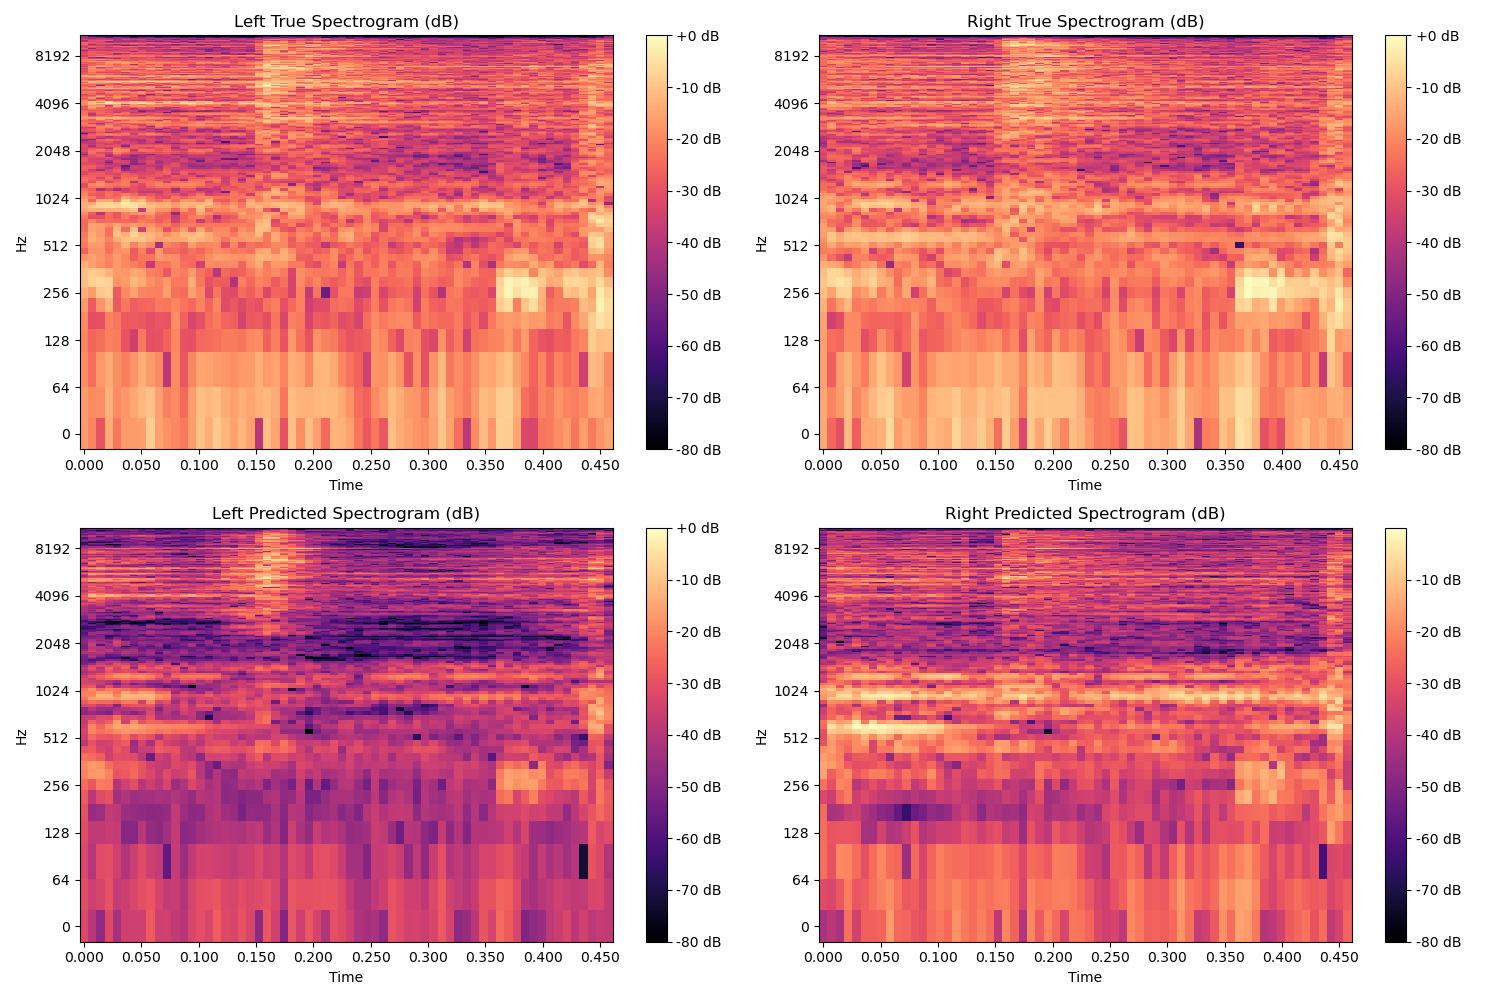 Left True Spectrogram (dB)
Hz
8192
4096
2048
1024
512
256
128
64
0
0.000 0.050 0.100 0.150 0.200 0.250 0.300 0.350 0.400 0.450
Time
+0 dB
-10 dB
-20 dB
-30 dB
-40 dB
-50 dB
-60 dB
-70 dB
-80 dB
Right True Spectrogram (dB)
Hz
8192
4096
2048
1024
512
256
128
64
0
0.000 0.050 0.100 0.150 0.200 0.250 0.300 0.350 0.400 0.450
Time
+0 dB
-10 dB
-20 dB
-30 dB
-40 dB
-50 dB
-60 dB
-70 dB
-80 dB
Left Predicted Spectrogram (dB)
Hz
8192
4096
2048
1024
512
256
128
64
0
0.000 0.050 0.100 0.150 0.200 0.250 0.300 0.350 0.400 0.450
Time
+0 dB
-10 dB
-20 dB
-30 dB
-40 dB
-50 dB
-60 dB
-70 dB
-80 dB
Right Predicted Spectrogram (dB)
Hz
8192
4096
2048
1024
512
256
128
64
0
0.000 0.050 0.100 0.150 0.200 0.250 0.300 0.350 0.400 0.450
Time
-10 dB
-20 dB
-30 dB
-40 dB
-50 dB
-60 dB
-70 dB
-80 dB